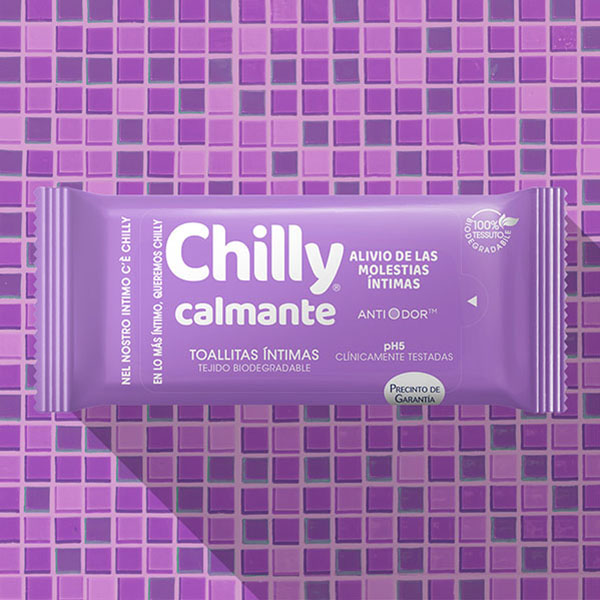 NEL NOSTRO INTIMO C'È CHILLY
EN LO MÁS ÍNTIMO, QUEREMOS CHILLY
Chilly®
calmante
TOALLITAS ÍNTIMAS
TEJIDO BIODEGRADABLE
ALIVIO DE LAS
MOLESTIAS
ÍNTIMAS
ANTI ODOR™
pH5
CLÍNICAMENTE TESTADAS
100%
TESSUTO
BIODEGRADABILE
PRECINTO DE
GARANTÍA